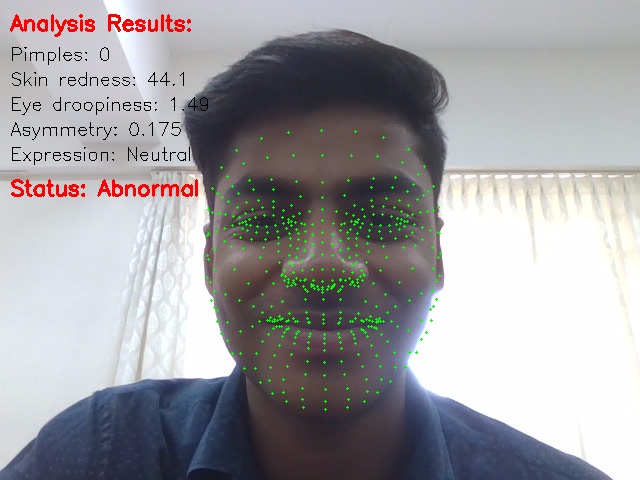 Analysis Results:
Pimples: 0
Skin redness: 44.1
Eye droopiness: 1.49
Asymmetry: 0.175
Expression: Neutral
Status: Abnormal